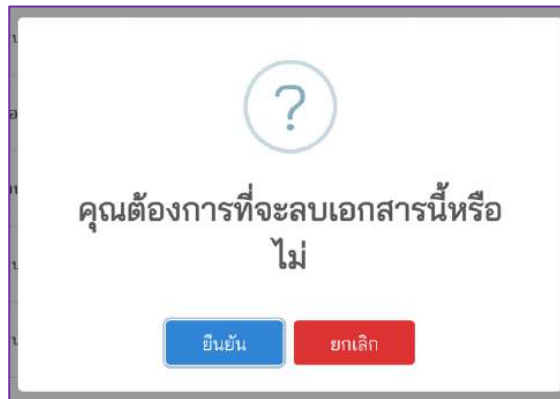 ?
คุณต้องการที่จะลบเอกสารนี้หรือ
ไม่
ยืนยัน
ยกเลิก